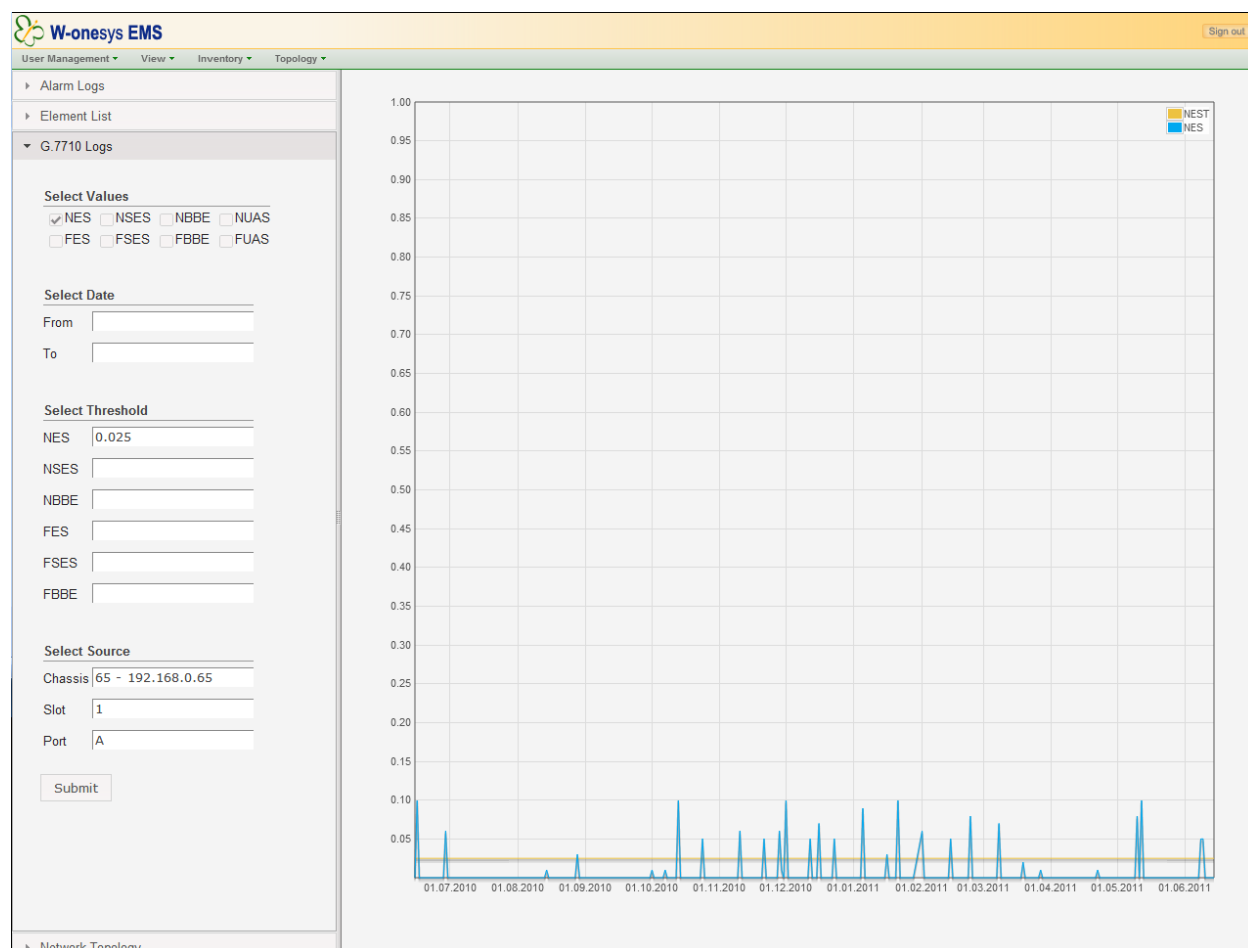 W-onesys EMS
Sign out
User Management View Inventory Topology
Alarm Logs
Element List
G.7710 Logs
Select Values
NES NSES NBBE NUAS
FES FSES FBBE FUAS
Select Date
From
To
Select Threshold
NES 0.025
NSES
NBBE
FES
FSES
FBBE
Select Source
Chassis 65 - 192.168.0.65
Slot 1
Port A
Submit
Network Topology
1.00
0.95
0.90
0.85
0.80
0.75
0.70
0.65
0.60
0.55
0.50
0.45
0.40
0.35
0.30
0.25
0.20
0.15
0.10
0.05
NEST
NES
01.07.2010 01.08.2010 01.09.2010 01.10.2010 01.11.2010 01.12.2010 01.01.2011 01.02.2011 01.03.2011 01.04.2011 01.05.2011 01.06.2011